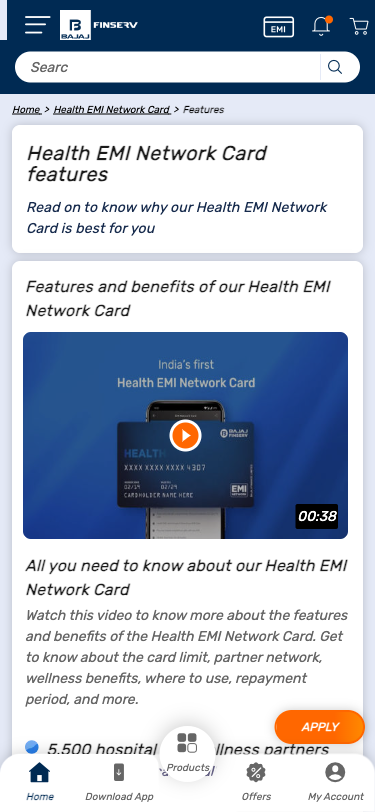 BAJAJ FINSERV
EMI
Searc
Home > Health EMI Network Card > Features
Health EMI Network Card
features
Read on to know why our Health EMI Network
Card is best for you
Features and benefits of our Health EMI
Network Card
India's first
Health EMI Network Card
BAJAJ
FINSERV
HEALTH
XXXX XXXX XXXX 4307
02/19
02/24
CARDHOLDER NAME HERE
EMI
NETWORK
00:38
All you need to know about our Health EMI
Network Card
Watch this video to know more about the features
and benefits of the Health EMI Network Card. Get
to know about the card limit, partner network,
wellness benefits, where to use, repayment
period, and more.
APPLY
5,500 hospital
llness partners
Products
Home
Download App
Offers
My Account